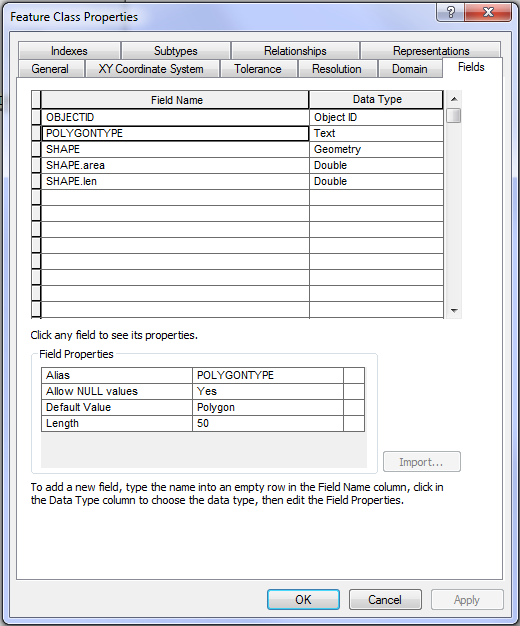 Feature Class Properties
?
Indexes Subtypes Relationships Representations
General XY Coordinate System Tolerance Resolution Domain Fields
Field Name Data Type
OBJECTID Object ID
POLYGONTYPE Text
SHAPE Geometry
SHAPE.area Double
SHAPE.len Double
Click any field to see its properties.
Field Properties
Alias POLYGONTYPE
Allow NULL values Yes
Default Value Polygon
Length 50
Import...
To add a new field, type the name into an empty row in the Field Name column, click in
the Data Type column to choose the data type, then edit the Field Properties.
OK Cancel Apply